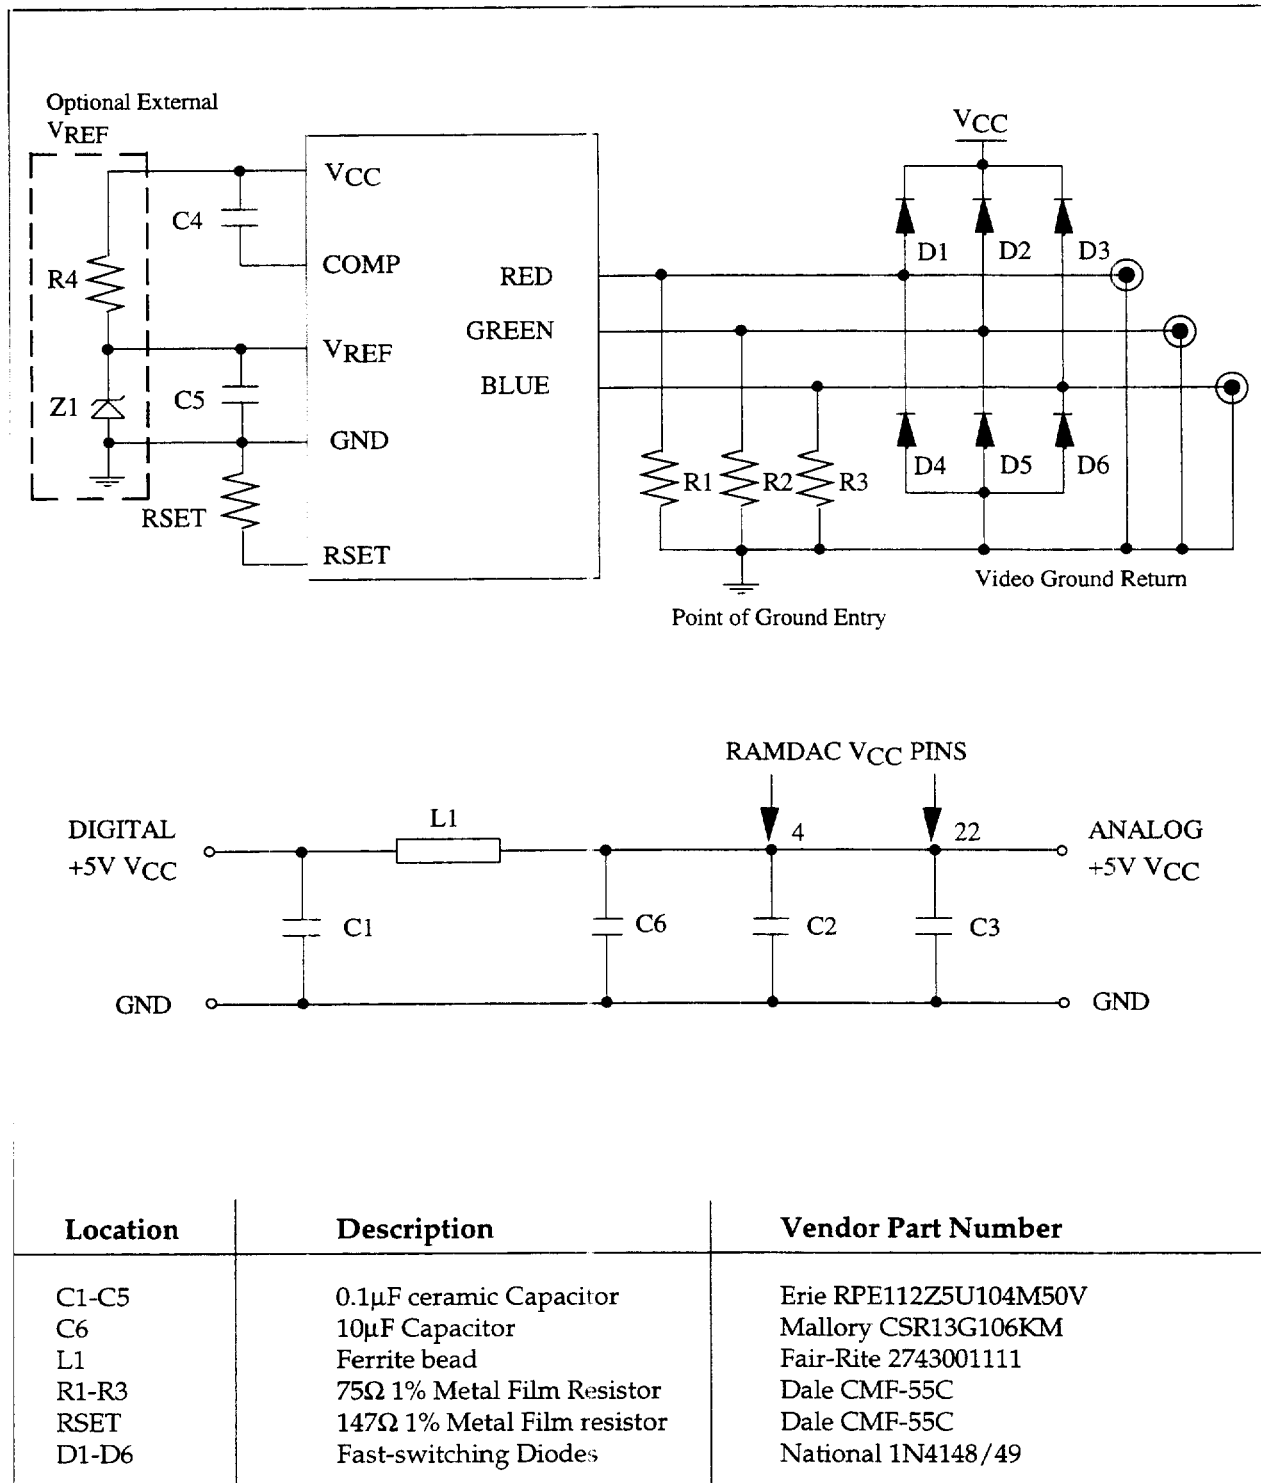 Optional External
VREF
VCC
C4
R4
COMP
VREF
C5
Z1
GND
RSET
RSET
RED
GREEN
BLUE
VCC
D1
D2
D3
D4
D5
D6
R1
R2
R3
Video Ground Return
Point of Ground Entry
RAMDAC VCC PINS
DIGITAL
+5V VCC
L1
4
22
ANALOG
+5V VCC
C1
C6
C2
C3
GND
GND
Location Description Vendor Part Number
C1-C5 0.1µF ceramic Capacitor Erie RPE112Z5U104M50V
C6 10µF Capacitor Mallory CSR13G106KM
L1 Ferrite bead Fair-Rite 2743001111
R1-R3 75Ω 1% Metal Film Resistor Dale CMF-55C
RSET 147Ω 1% Metal Film resistor Dale CMF-55C
D1-D6 Fast-switching Diodes National 1N4148/49